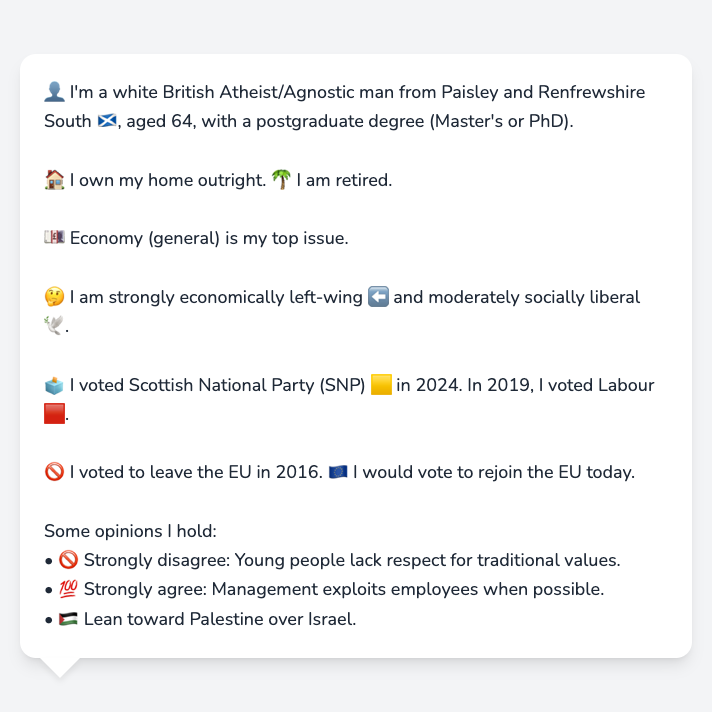 👤 I'm a white British Atheist/Agnostic man from Paisley and Renfrewshire
South 🏴󠁧󠁢󠁳󠁣󠁴󠁿, aged 64, with a postgraduate degree (Master's or PhD).
🏠 I own my home outright. 🌴 I am retired.
💷 Economy (general) is my top issue.
🤔 I am strongly economically left-wing ⬅️ and moderately socially liberal
🕊️.
🗳️ I voted Scottish National Party (SNP) 🟨 in 2024. In 2019, I voted Labour
🟥.
🚫 I voted to leave the EU in 2016. 🇪🇺 I would vote to rejoin the EU today.
Some opinions I hold:
• 🚫 Strongly disagree: Young people lack respect for traditional values.
• 💯 Strongly agree: Management exploits employees when possible.
• 🇵🇸 Lean toward Palestine over Israel.